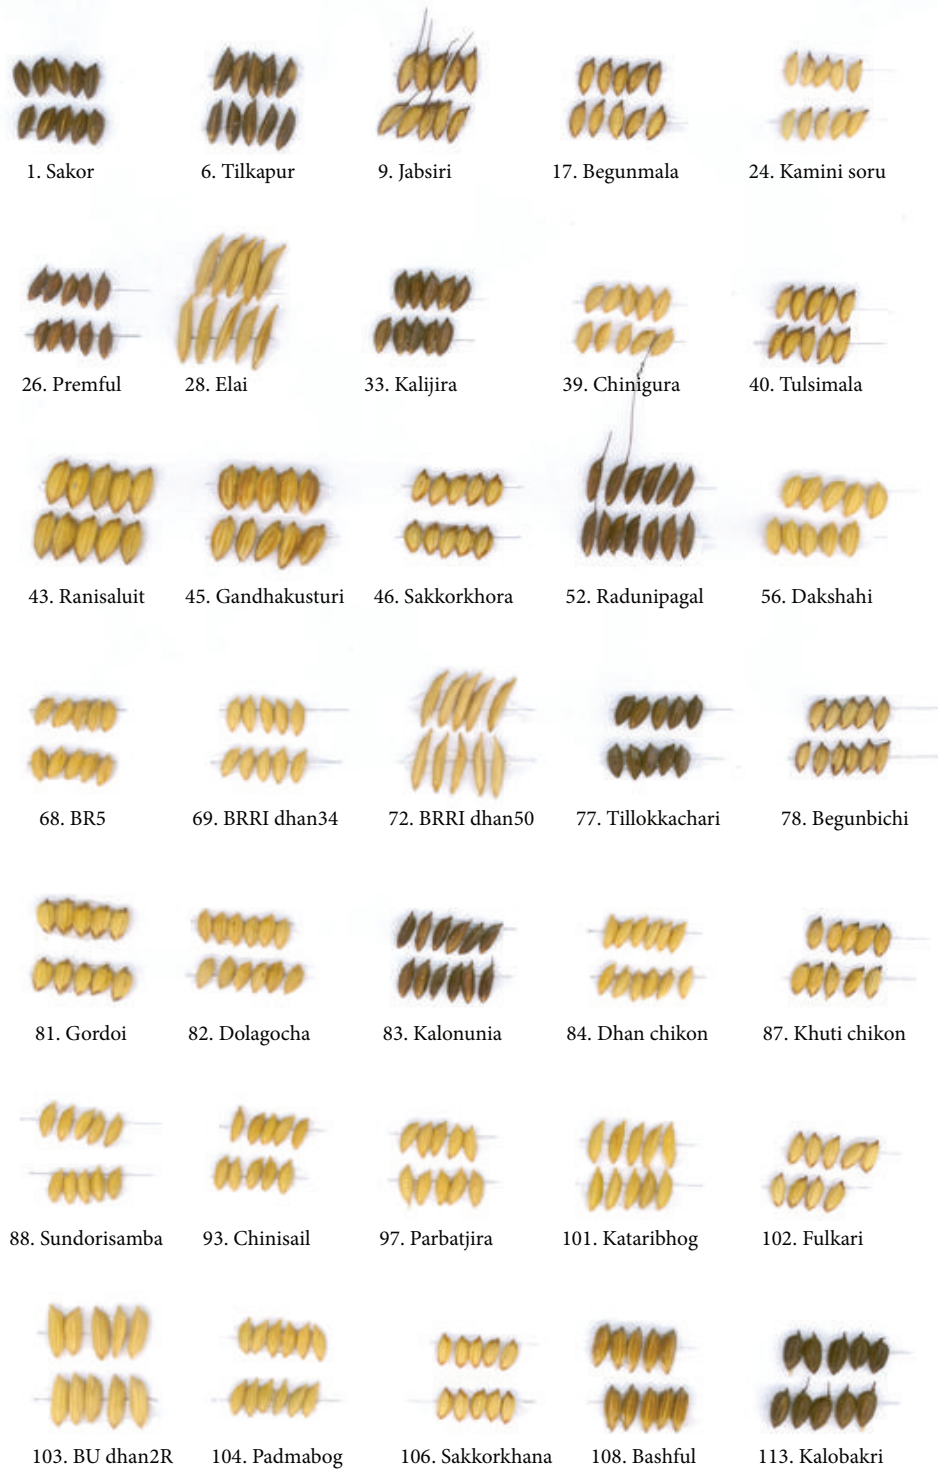 1. Sakor 6. Tilkapur 9. Jabsiri 17. Begunmala 24. Kamini soru
26. Premful 28. Elai 33. Kalijira 39. Chinigura 40. Tulsimala
43. Ranisaluit 45. Gandhakusturi 46. Sakkorkhora 52. Radunipagal 56. Dakshahi
68. BR5 69. BRRI dhan34 72. BRRI dhan50 77. Tillokkachari 78. Begunbichi
81. Gordoi 82. Dolagocha 83. Kalonunia 84. Dhan chikon 87. Khuti chikon
88. Sundorisamba 93. Chinisail 97. Parbatjira 101. Kataribhog 102. Fulkari
103. BU dhan2R 104. Padmabog 106. Sakkorkhana 108. Bashful 113. Kalobakri